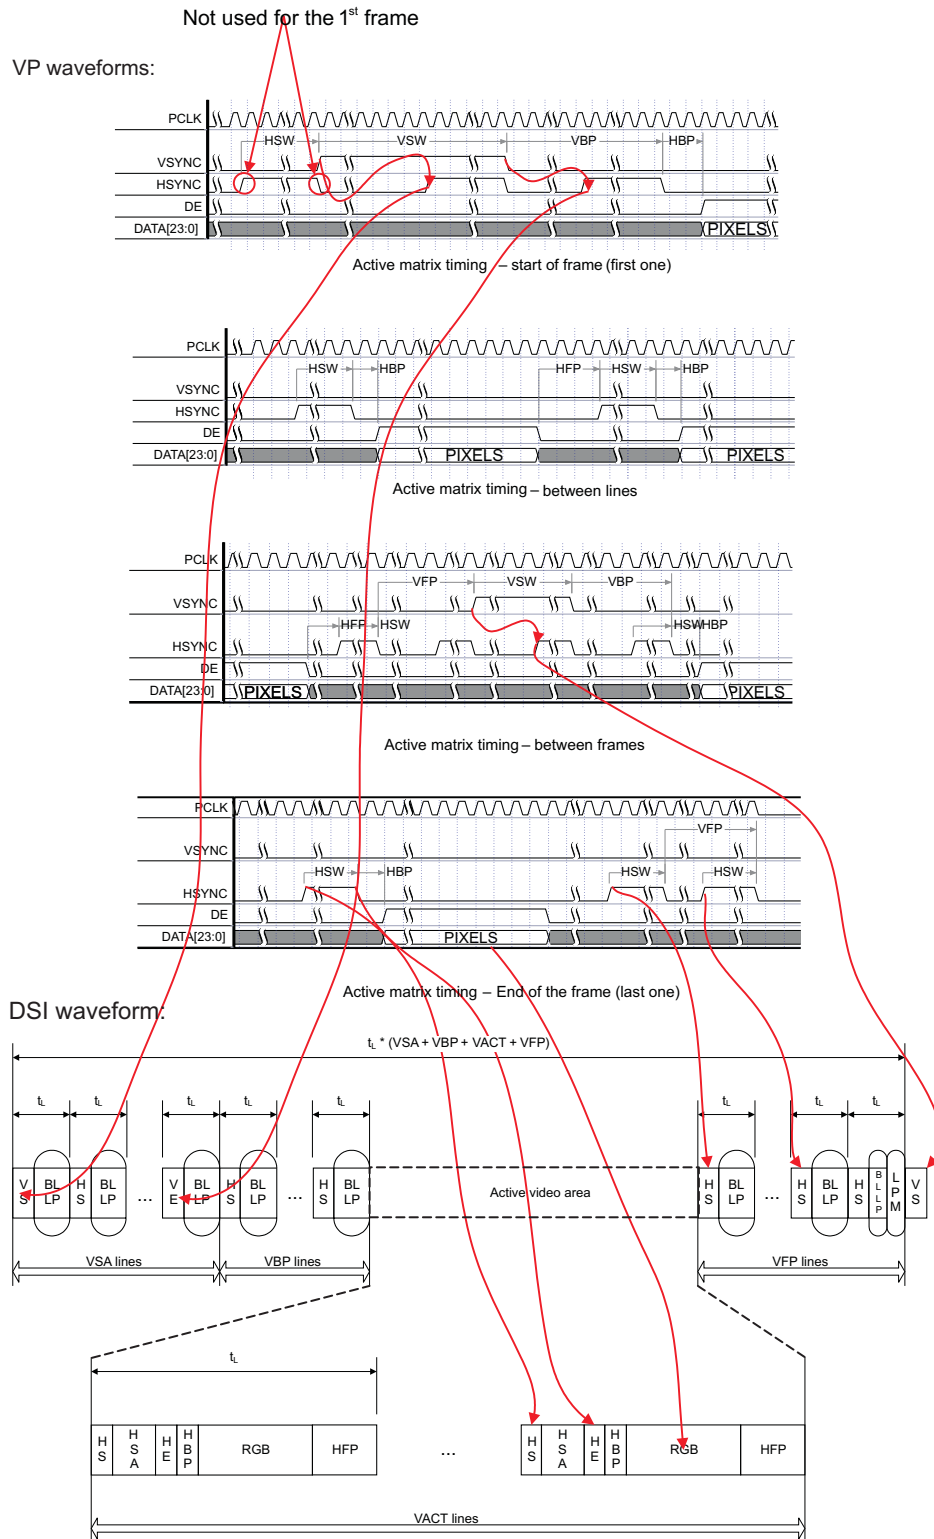 Not used for the 1st frame
VP waveforms:
PCLK
HSW VSW VBP HBP
VSYNC
HSYNC
DE
DATA[23:0] PIXELS
Active matrix timing – start of frame (first one)
PCLK
HSW HBP HFP HSW HBP
VSYNC
HSYNC
DE
DATA[23:0] PIXELS PIXELS
Active matrix timing – between lines
PCLK
VFP VSW VBP
VSYNC
HFP HSW HSW HBP
HSYNC
DE
DATA[23:0] PIXELS PIXELS
Active matrix timing – between frames
PCLK
VFP
VSYNC
HSW HBP HSW HSW
HSYNC
DE
DATA[23:0] PIXELS
Active matrix timing – End of the frame (last one)
DSI waveform:
tL * (VSA + VBP + VACT + VFP)
tL tL tL tL tL tL tL tL
VS BLLP HS BLLP ... VE BLLP HS BLLP ... HS BLLP Active video area HS BLLP ... HS BLLP HS BLLP LPM VS
VSA lines VBP lines VFP lines
tL
HS HSA HE HBP RGB HFP ... HS HSA HE HBP RGB HFP
VACT lines